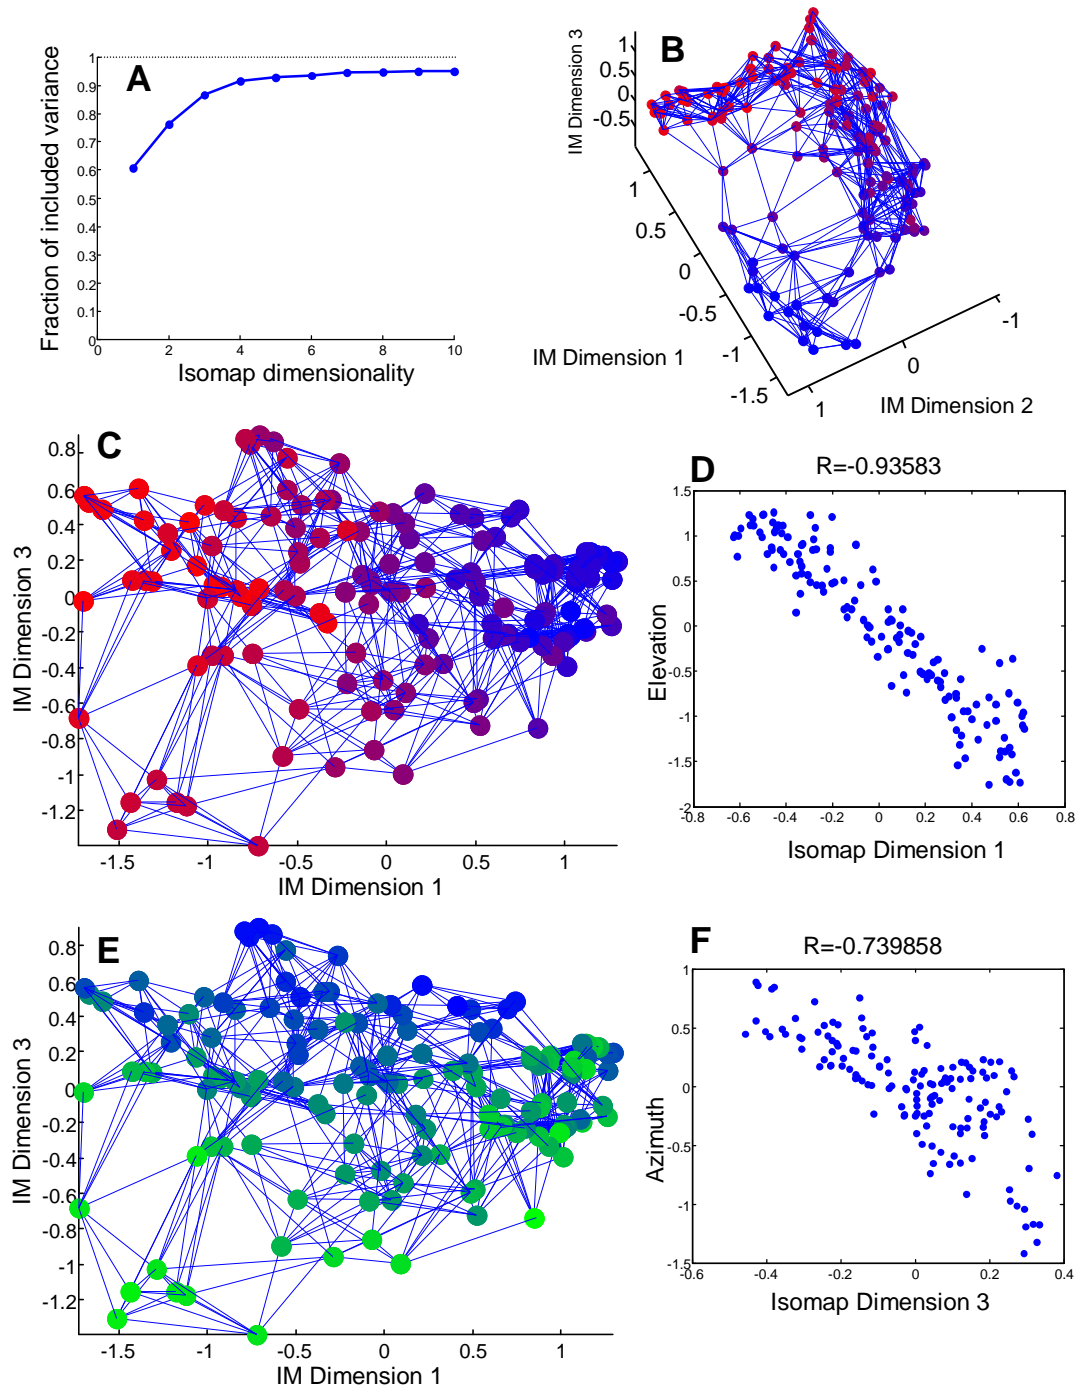 A
Fraction of included variance
1
0.9
0.8
0.7
0.6
0.5
0.4
0.3
0.2
0.1
0
0 2 4 6 8 10
Isomap dimensionality
B
IM Dimension 3
1
0.5
0
-0.5
1
0.5
0
-0.5
-1
-1.5
IM Dimension 1
-1
0
1
IM Dimension 2
C
IM Dimension 3
0.8
0.6
0.4
0.2
0
-0.2
-0.4
-0.6
-0.8
-1
-1.2
-1.5 -1 -0.5 0 0.5 1
IM Dimension 1
D
R=-0.93583
Elevation
1.5
1
0.5
0
-0.5
-1
-1.5
-2
-0.8 -0.6 -0.4 -0.2 0 0.2 0.4 0.6 0.8
Isomap Dimension 1
E
IM Dimension 3
0.8
0.6
0.4
0.2
0
-0.2
-0.4
-0.6
-0.8
-1
-1.2
-1.5 -1 -0.5 0 0.5 1
IM Dimension 1
F
R=-0.739858
Azimuth
1
0.5
0
-0.5
-1
-1.5
-0.6 -0.4 -0.2 0 0.2 0.4
Isomap Dimension 3